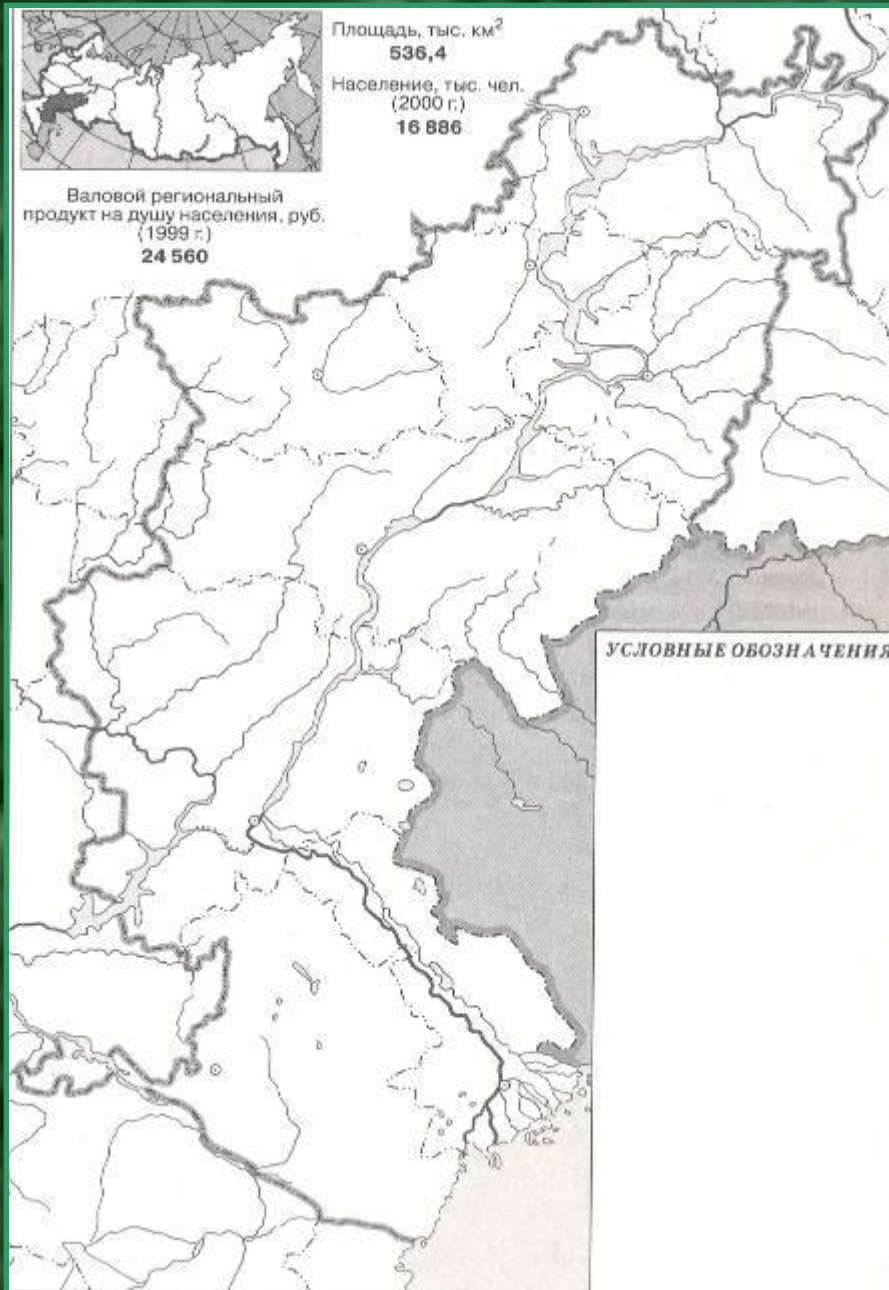 Площадь, тыс. км²
536,4
Население, тыс. чел.
(2000 г.)
16 886
Валовой региональный
продукт на душу населения, руб.
(1999 г.)
24 560
УСЛОВНЫЕ ОБОЗНАЧЕНИЯ